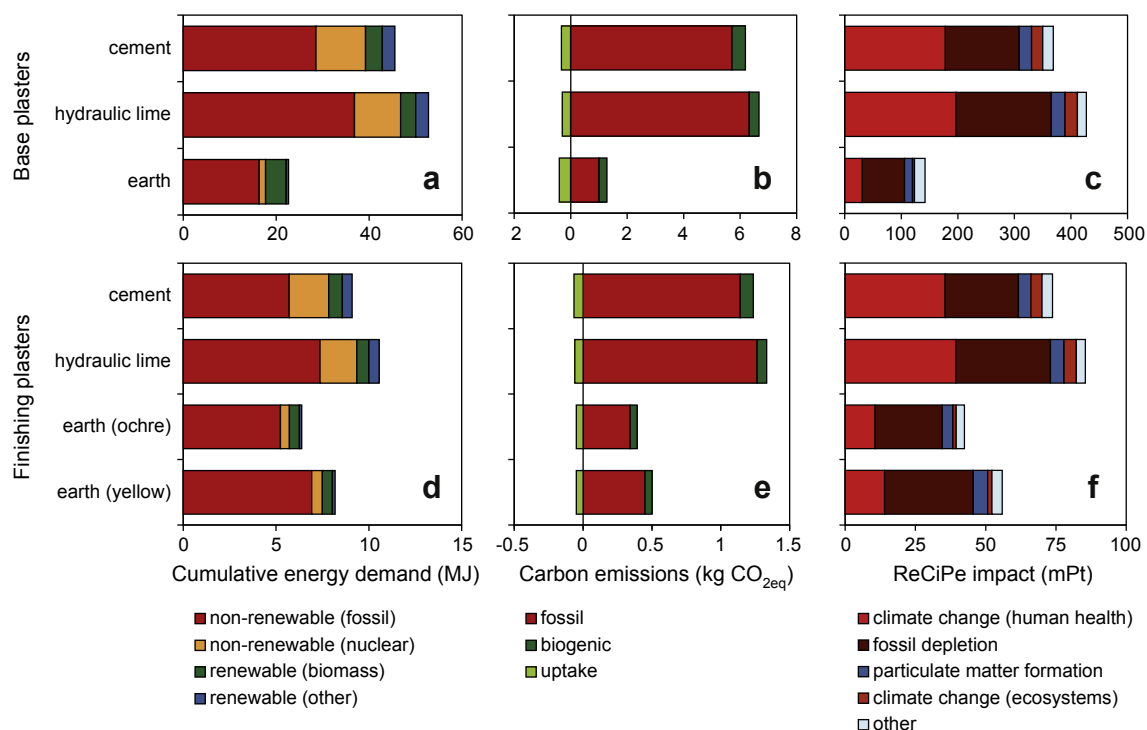 Base plasters
cement
hydraulic lime
earth
a
b
c
0 20 40 60
2 0 2 4 6 8
0 100 200 300 400 500
Finishing plasters
cement
hydraulic lime
earth (ochre)
earth (yellow)
d
e
f
0 5 10 15
-0.5 0 0.5 1 1.5
0 50 100
Cumulative energy demand (MJ)
Carbon emissions (kg CO2eq)
ReCiPe impact (mPt)
non-renewable (fossil)
non-renewable (nuclear)
renewable (biomass)
renewable (other)
fossil
biogenic
uptake
climate change (human health)
fossil depletion
particulate matter formation
climate change (ecosystems)
other